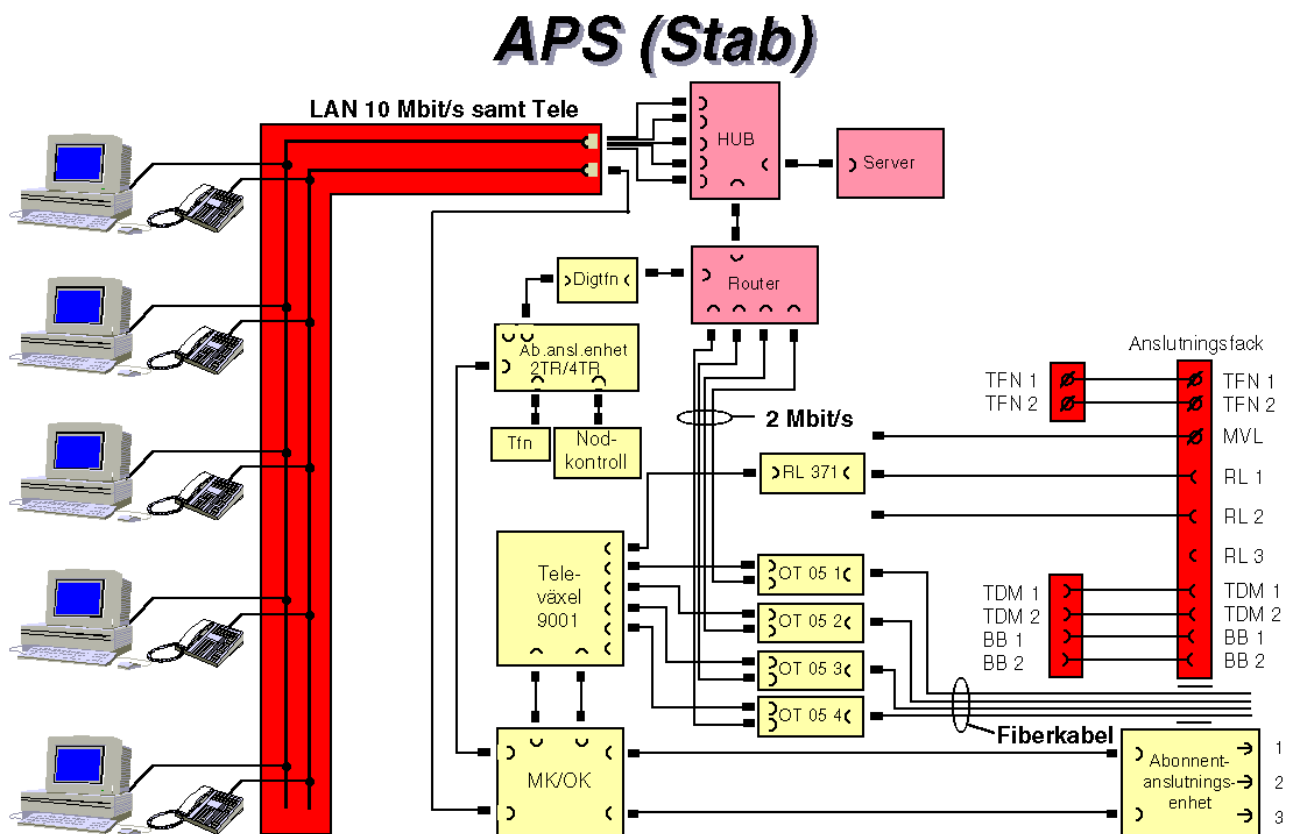 APS (Stab)
LAN 10 Mbit/s samt Tele
HUB
Server
Digtfn
Router
Ab.ansl.enhet
2TR/4TR
Tfn
Nod-
kontroll
2 Mbit/s
Anslutningsfack
TFN 1
TFN 2
TFN 1
TFN 2
MVL
RL 1
RL 2
RL 3
RL 371
Tele-
växel
9001
OT 05 1
OT 05 2
OT 05 3
OT 05 4
TDM 1
TDM 2
BB 1
BB 2
TDM 1
TDM 2
BB 1
BB 2
Fiberkabel
MK/OK
Abonnent-
anslutnings-
enhet
1
2
3